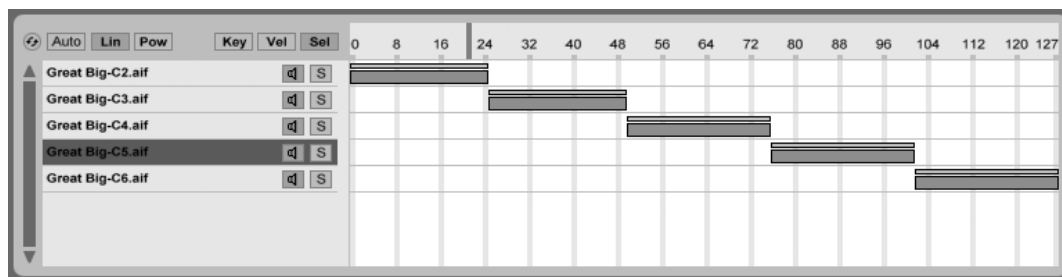 Auto Lin Pow Key Vel Sel 0 8 16 24 32 40 48 56 64 72 80 88 96 104 112 120 127
Great Big-C2.aif S
Great Big-C3.aif S
Great Big-C4.aif S
Great Big-C5.aif S
Great Big-C6.aif S